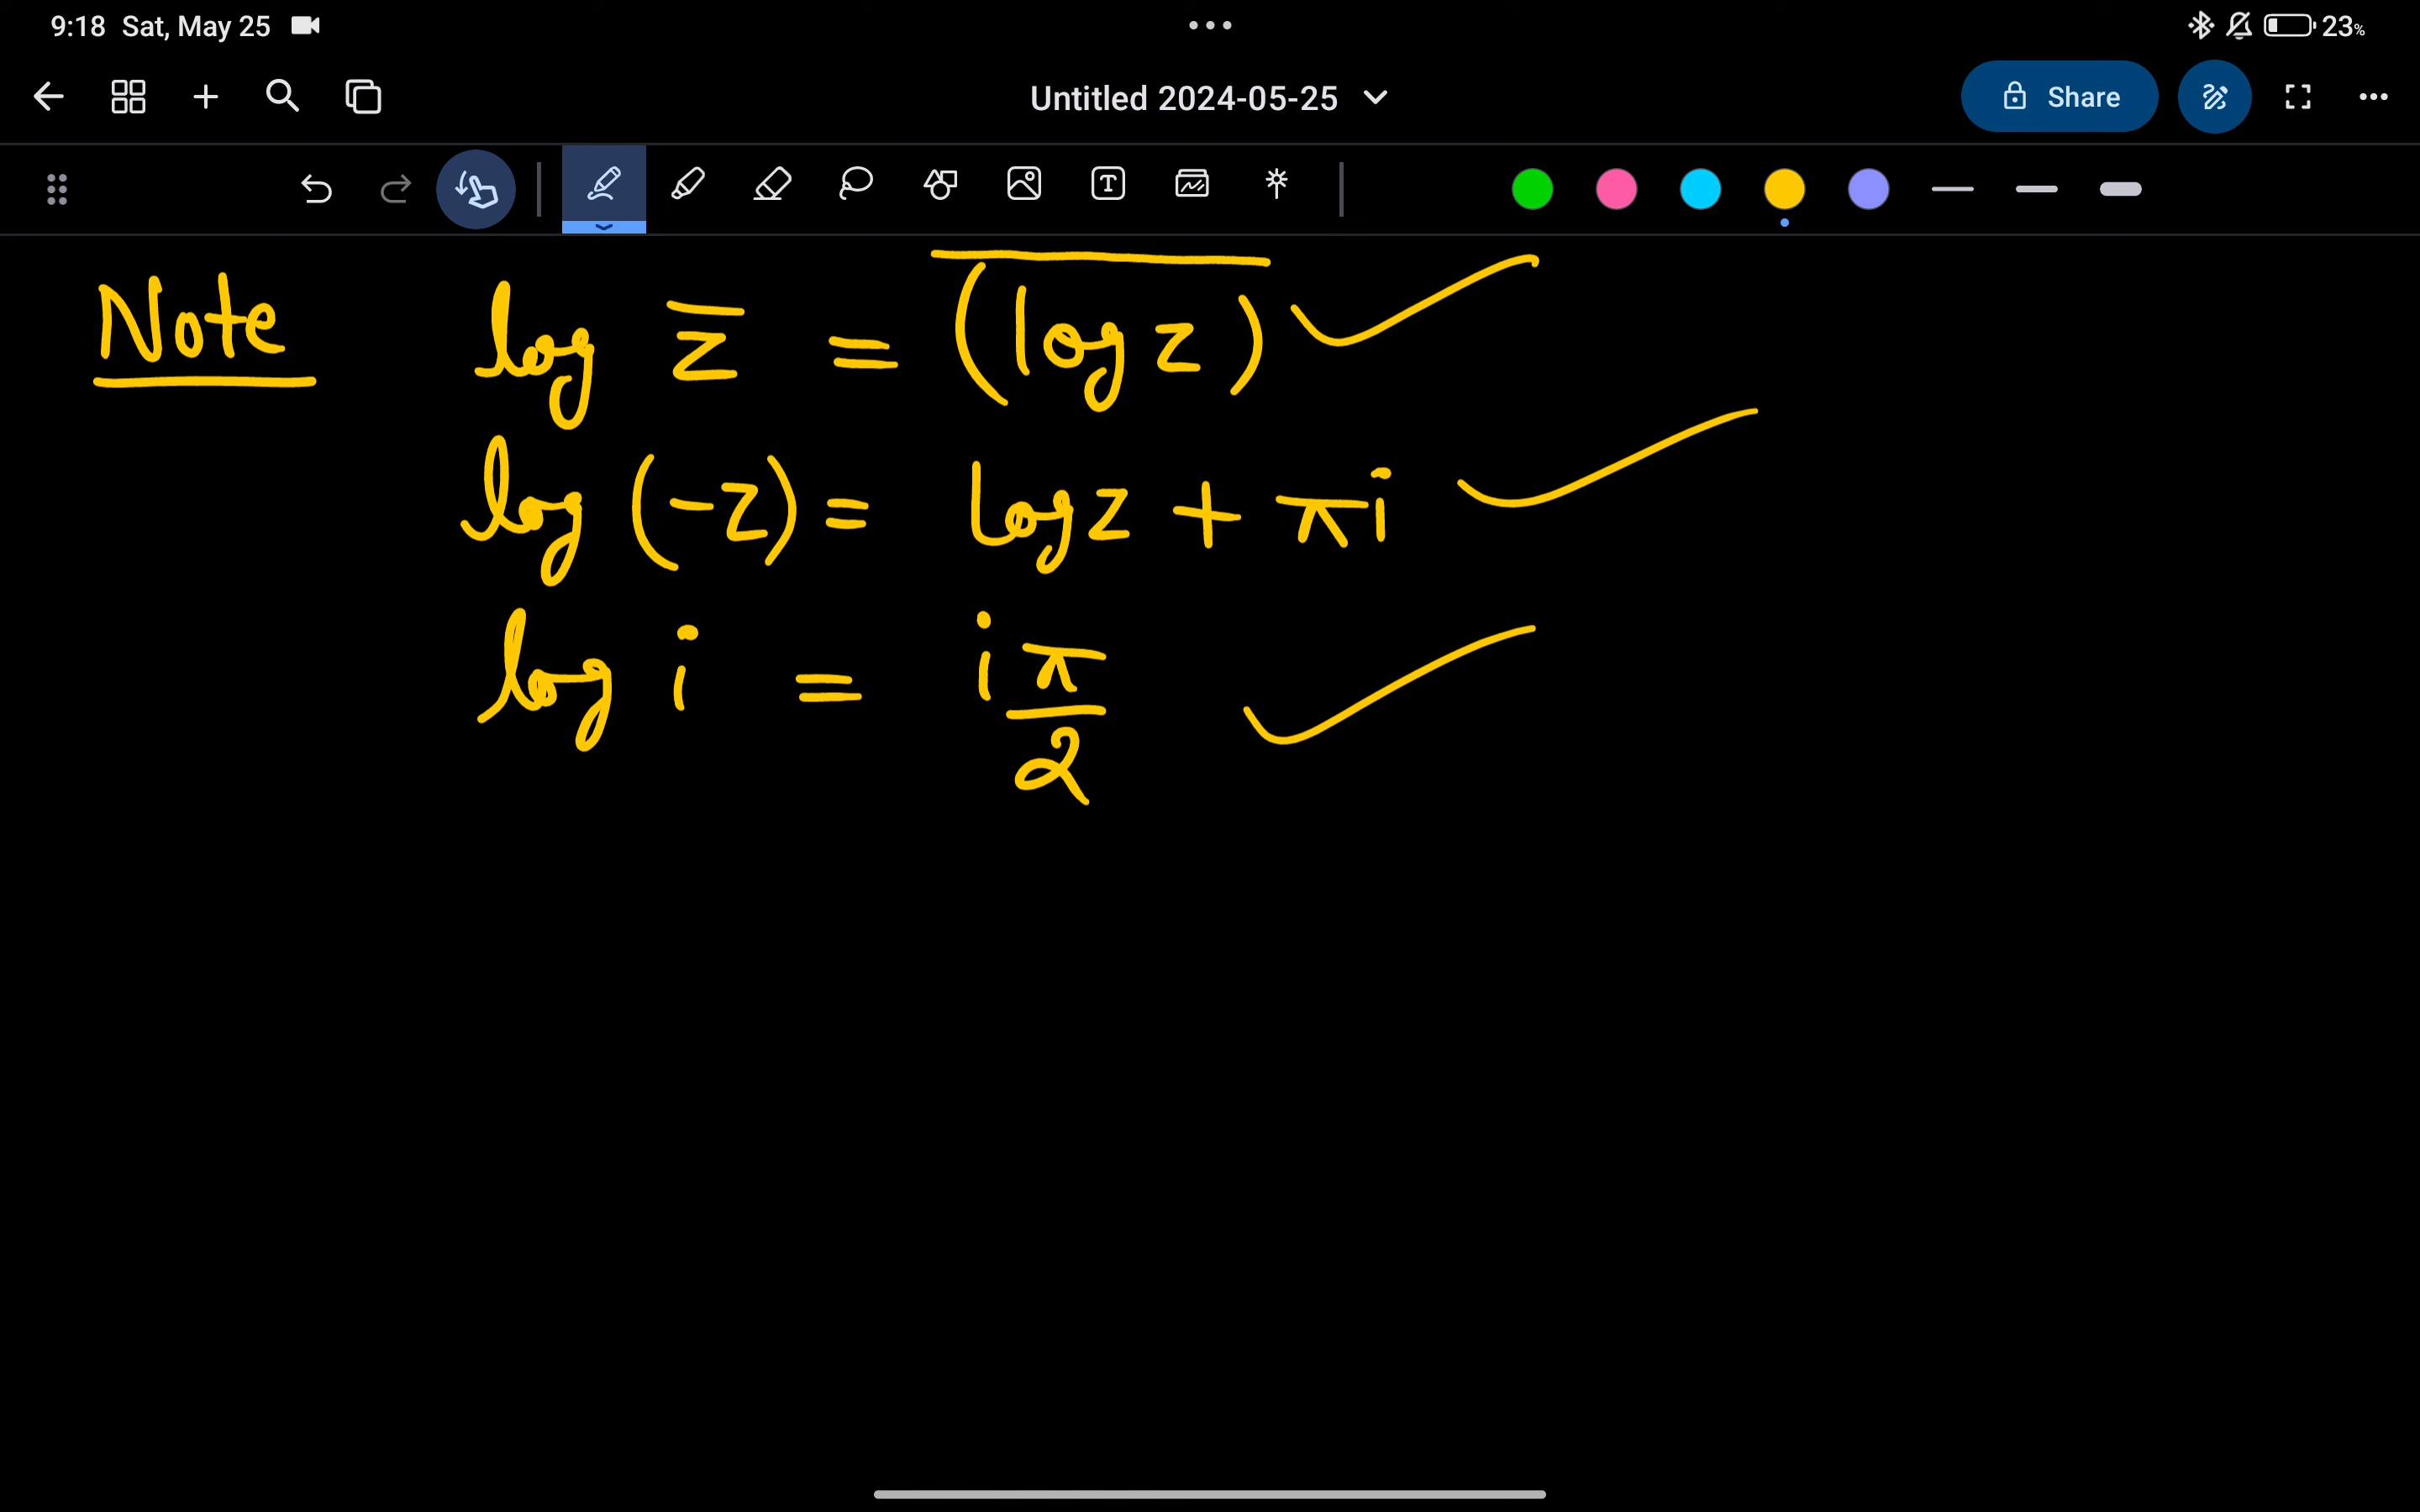 9:18 Sat, May 25 23%
Untitled 2024-05-25 Share
Note log z̅ = \overline{(log z)}
log (-z) = log z + πi
log i = i π/2